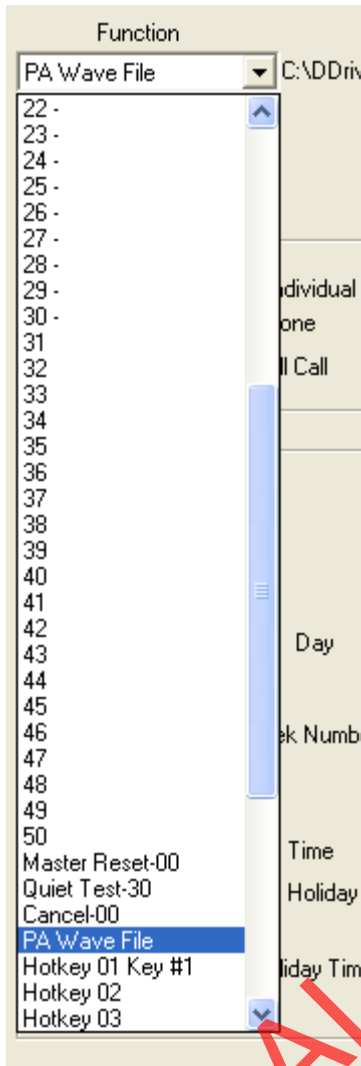 Function
PA Wave File C:\DDriv
22 -
23 -
24 -
25 -
26 -
27 -
28 -
29 - dividual
30 - one
31
32 ll Call
33
34
35
36
37
38
39
40
41
42
43 Day
44
45
46 ek Numb
47
48
49
50 Time
Master Reset-00
Quiet Test-30 Holiday
Cancel-00
PA Wave File
Hotkey 01 Key #1 liday Tim
Hotkey 02
Hotkey 03